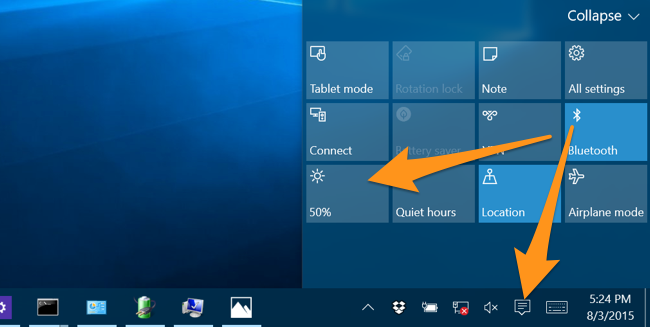 Collapse
Tablet mode
Rotation lock
Note
All settings
Connect
Battery saver
Bluetooth
50%
Quiet hours
Location
Airplane mode
5:24 PM
8/3/2015